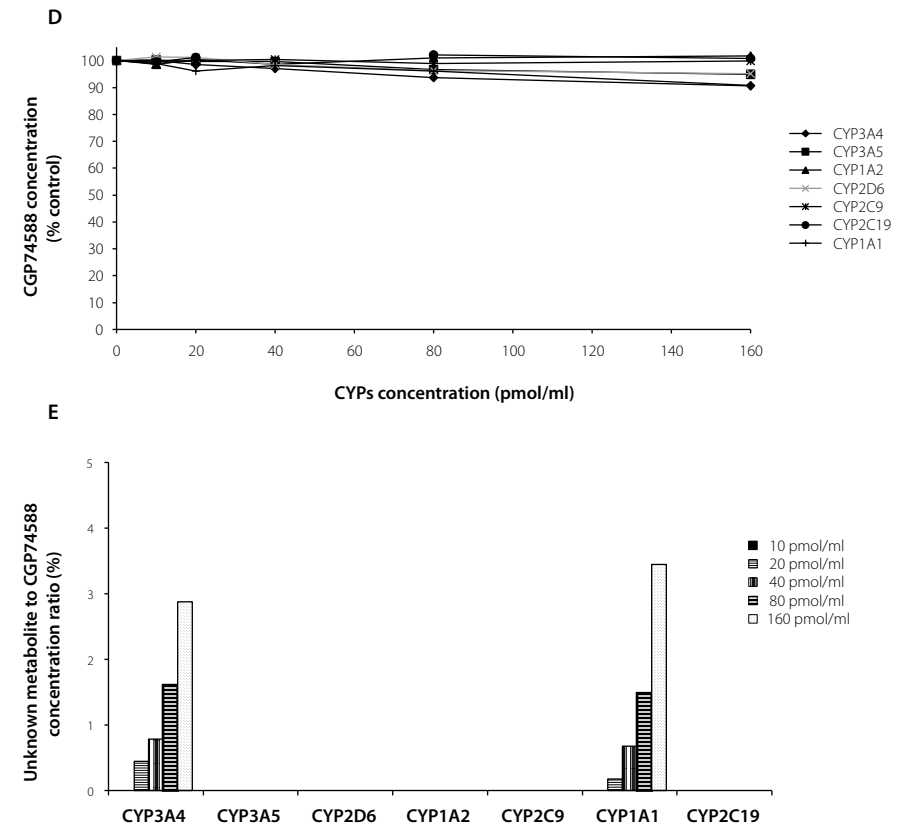 D
CGP74588 concentration
(% control)
100
90
80
70
60
50
40
30
20
10
0
0 20 40 60 80 100 120 140 160
CYPs concentration (pmol/ml)
CYP3A4
CYP3A5
CYP1A2
CYP2D6
CYP2C9
CYP2C19
CYP1A1
E
Unknown metabolite to CGP74588
concentration ratio (%)
5
4
3
2
1
0
CYP3A4 CYP3A5 CYP2D6 CYP1A2 CYP2C9 CYP1A1 CYP2C19
10 pmol/ml
20 pmol/ml
40 pmol/ml
80 pmol/ml
160 pmol/ml